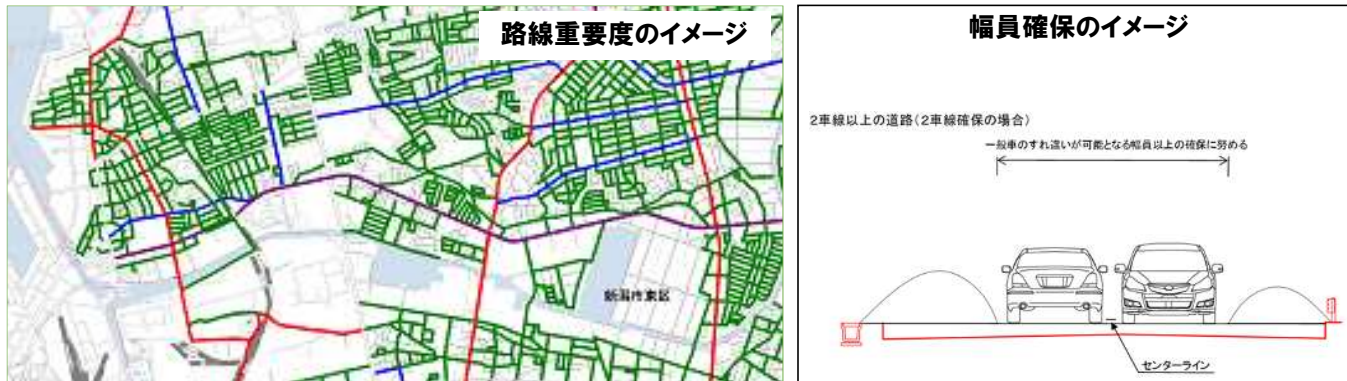 路線重要度のイメージ
新潟市東区
幅員確保のイメージ
2車線以上の道路(2車線確保の場合)
一般車のすれ違いが可能となる幅員以上の確保に努める
センターライン